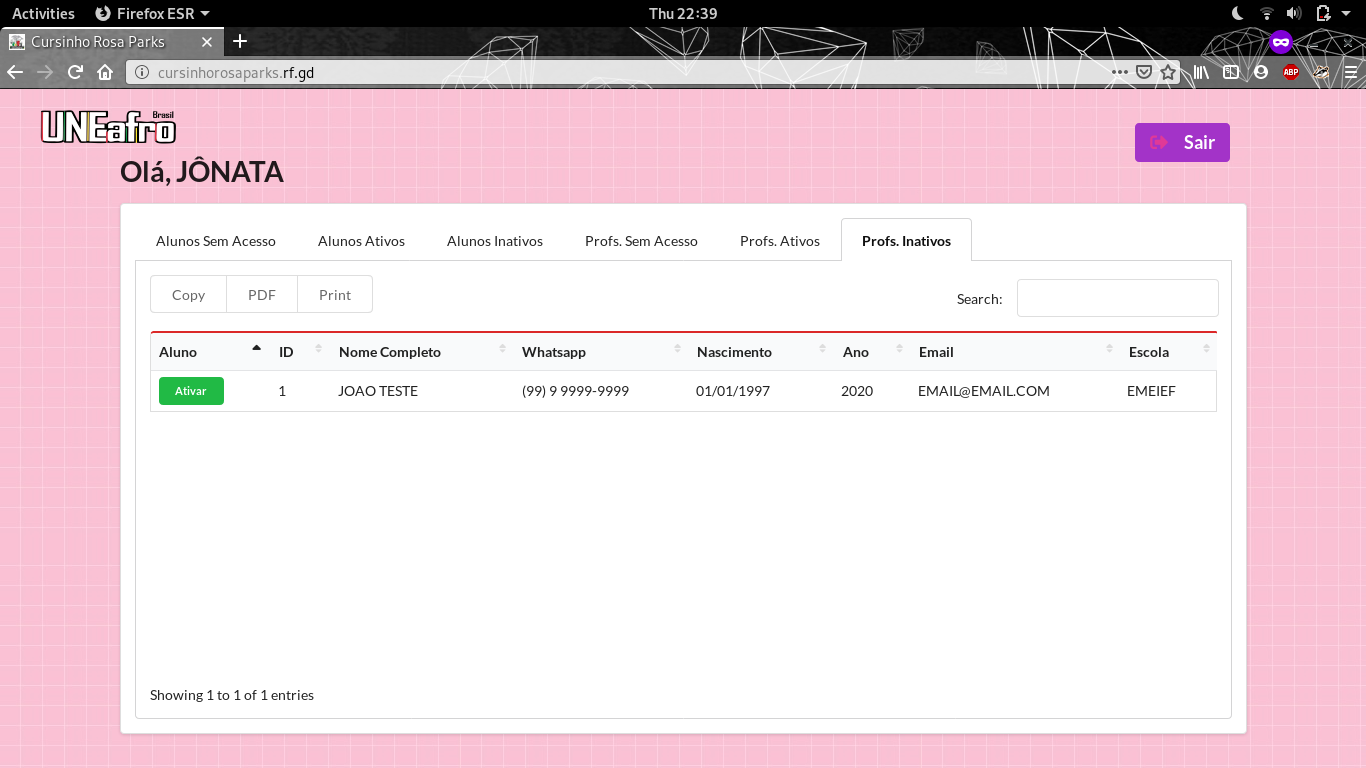 Activities Firefox ESR Thu 22:39
Cursinho Rosa Parks
cursinhorosaparks.rf.gd ABP
UNEafro Brasil
Sair
Olá, JÔNATA
Alunos Sem Acesso Alunos Ativos Alunos Inativos Profs. Sem Acesso Profs. Ativos Profs. Inativos
Copy PDF Print Search:
Aluno ID Nome Completo Whatsapp Nascimento Ano Email Escola
Ativar 1 JOAO TESTE (99) 9 9999-9999 01/01/1997 2020 EMAIL@EMAIL.COM EMEIEF
Showing 1 to 1 of 1 entries